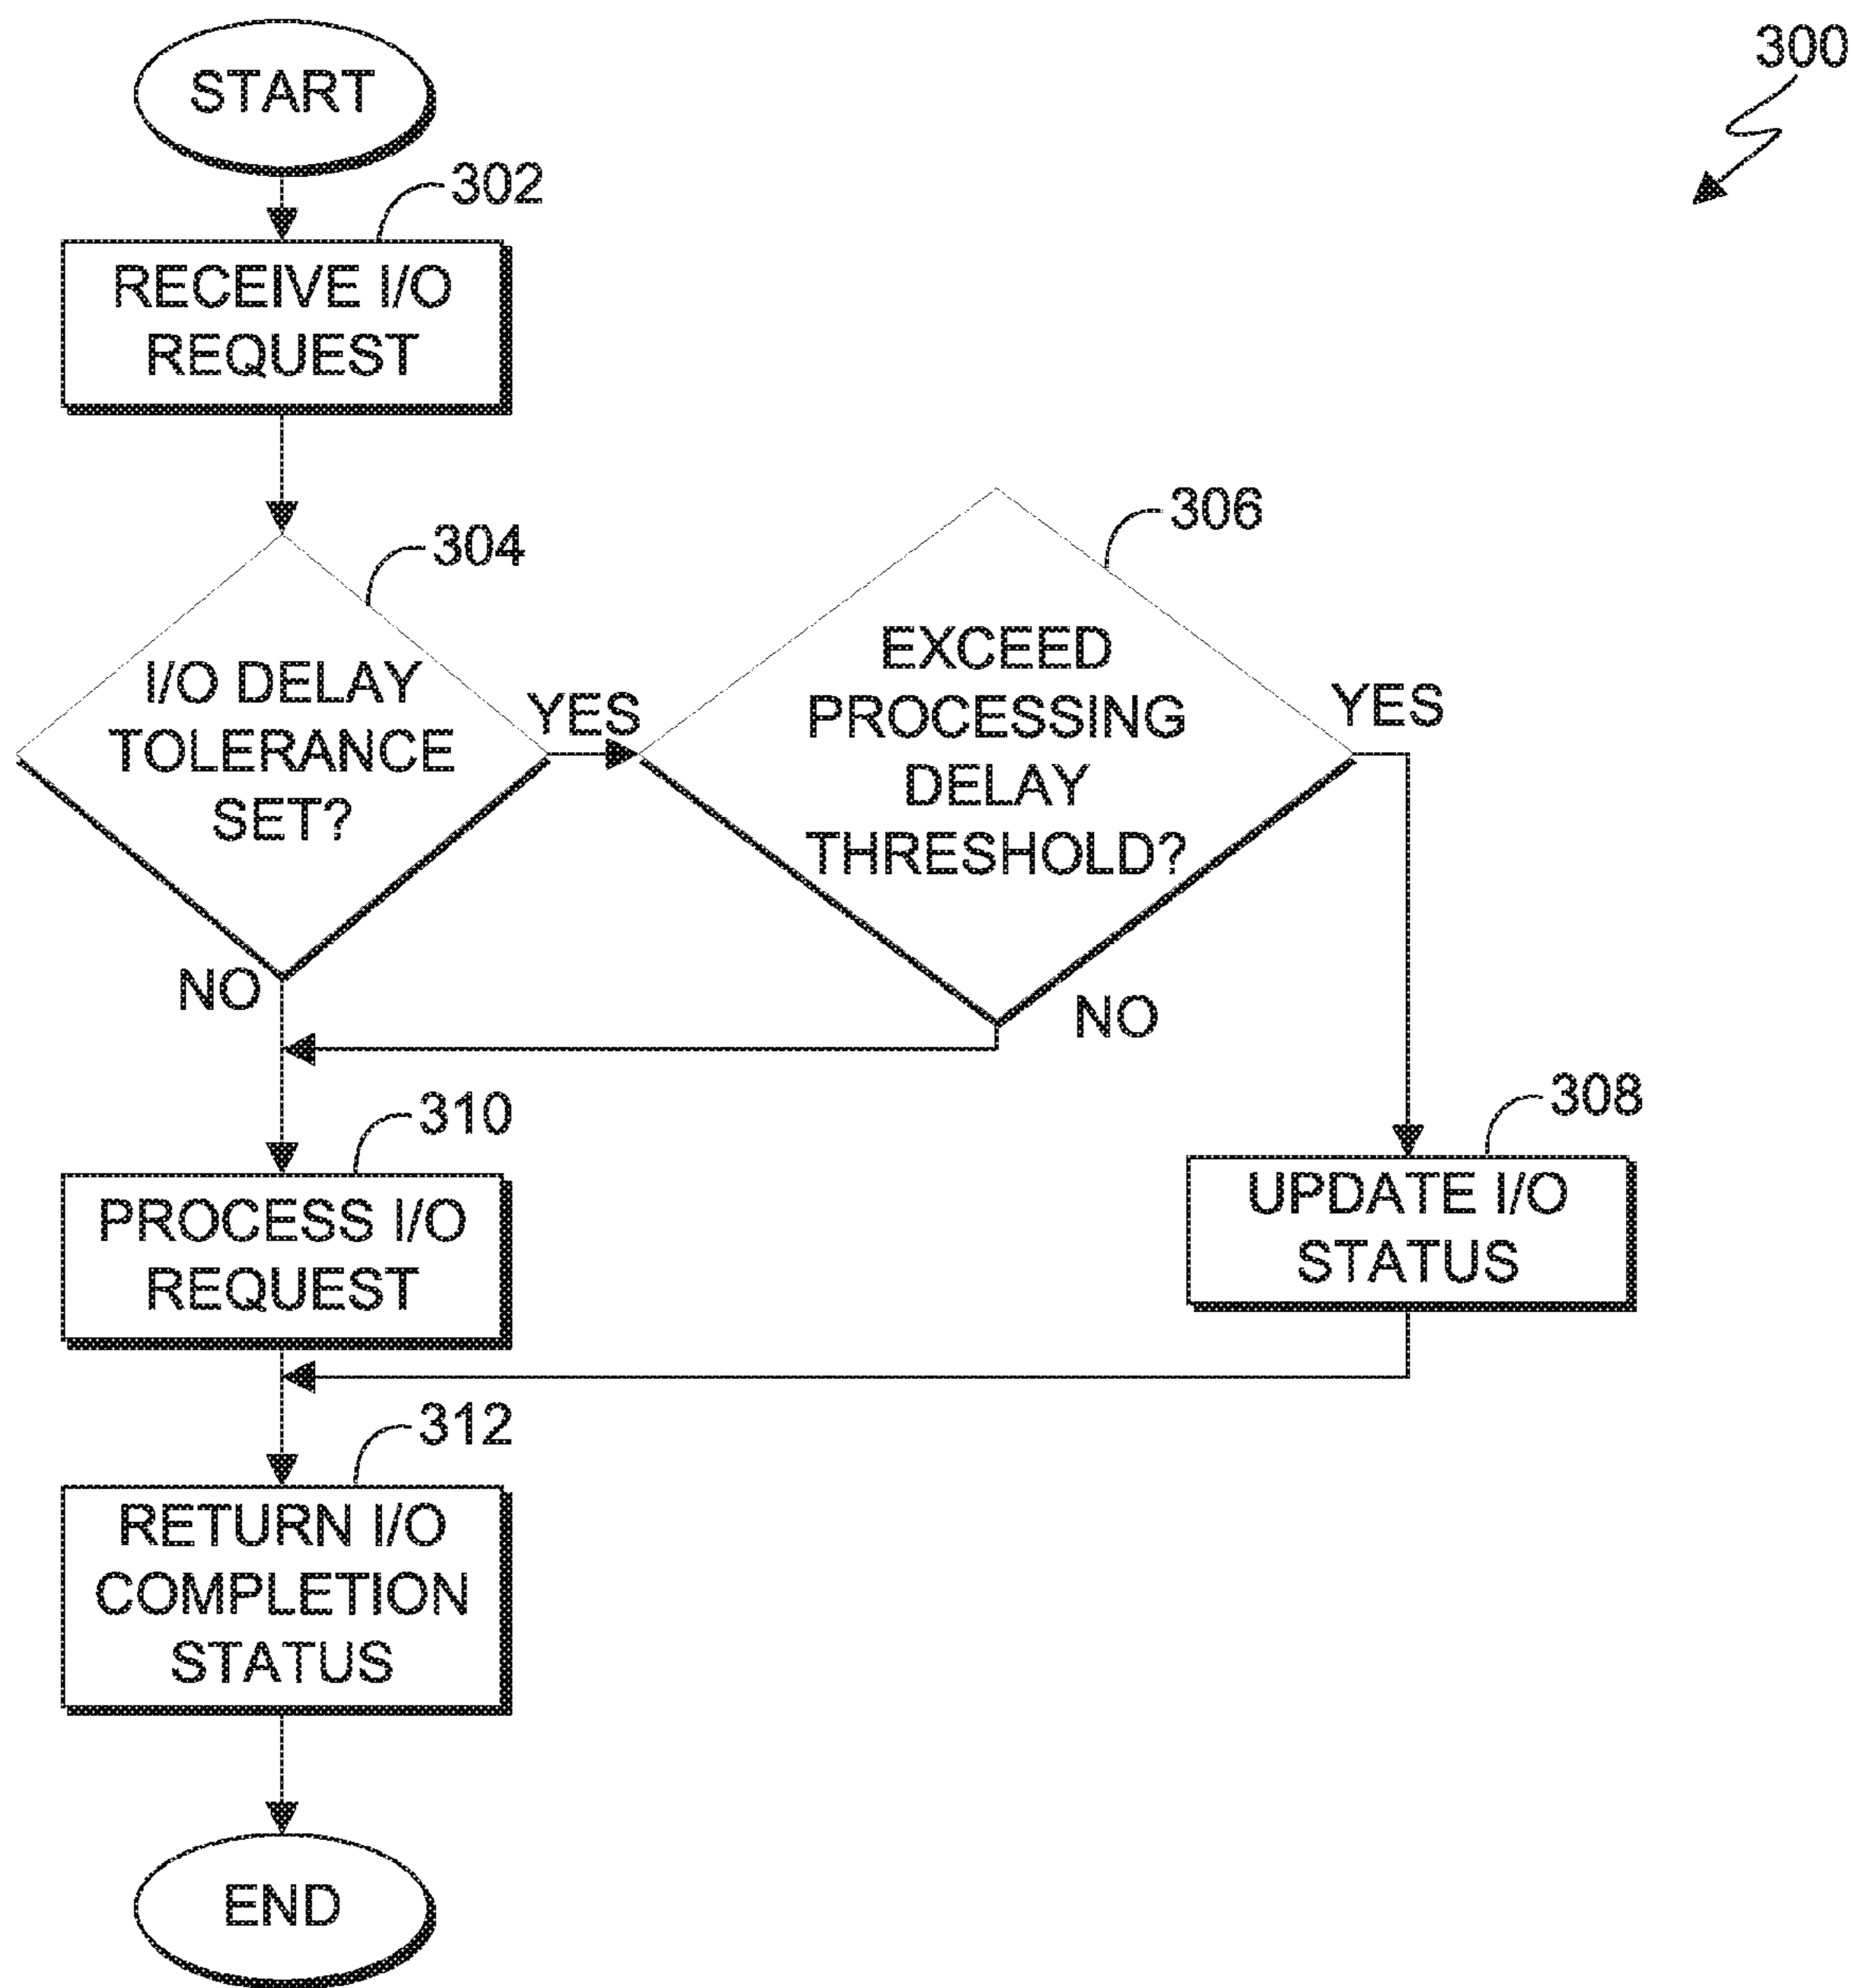 START
300
302
RECEIVE I/O
REQUEST
304
306
I/O DELAY
TOLERANCE
SET?
YES
EXCEED
PROCESSING
DELAY
THRESHOLD?
YES
NO
NO
310
308
PROCESS I/O
REQUEST
UPDATE I/O
STATUS
312
RETURN I/O
COMPLETION
STATUS
END